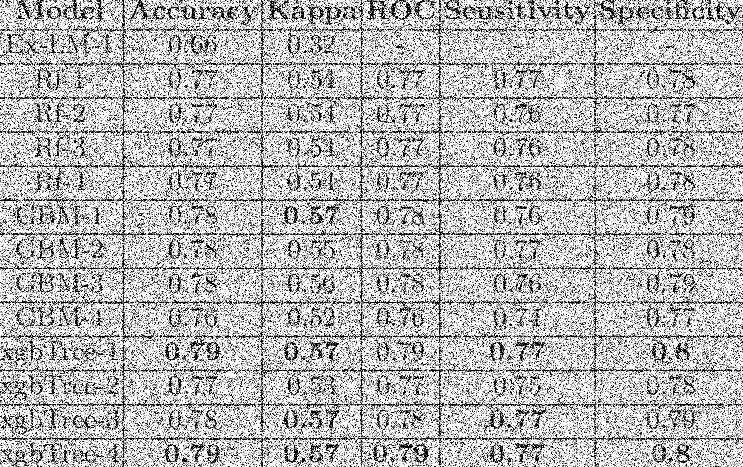 Model Accuracy Kappa ROC Sensitivity Specificity
Ex-LM-1 0.66 0.32 - - -
Rf-1 0.77 0.54 0.77 0.77 0.78
Rf-2 0.77 0.54 0.77 0.76 0.77
Rf-3 0.77 0.54 0.77 0.76 0.78
Rf-4 0.77 0.54 0.77 0.76 0.78
GBM-1 0.78 0.57 0.78 0.76 0.79
GBM-2 0.78 0.55 0.78 0.77 0.78
GBM-3 0.78 0.56 0.78 0.76 0.79
GBM-4 0.76 0.52 0.76 0.74 0.77
xgbTree-1 0.79 0.57 0.79 0.77 0.8
xgbTree-2 0.77 0.53 0.77 0.75 0.78
xgbTree-3 0.78 0.57 0.78 0.77 0.79
xgbTree-4 0.79 0.57 0.79 0.77 0.8